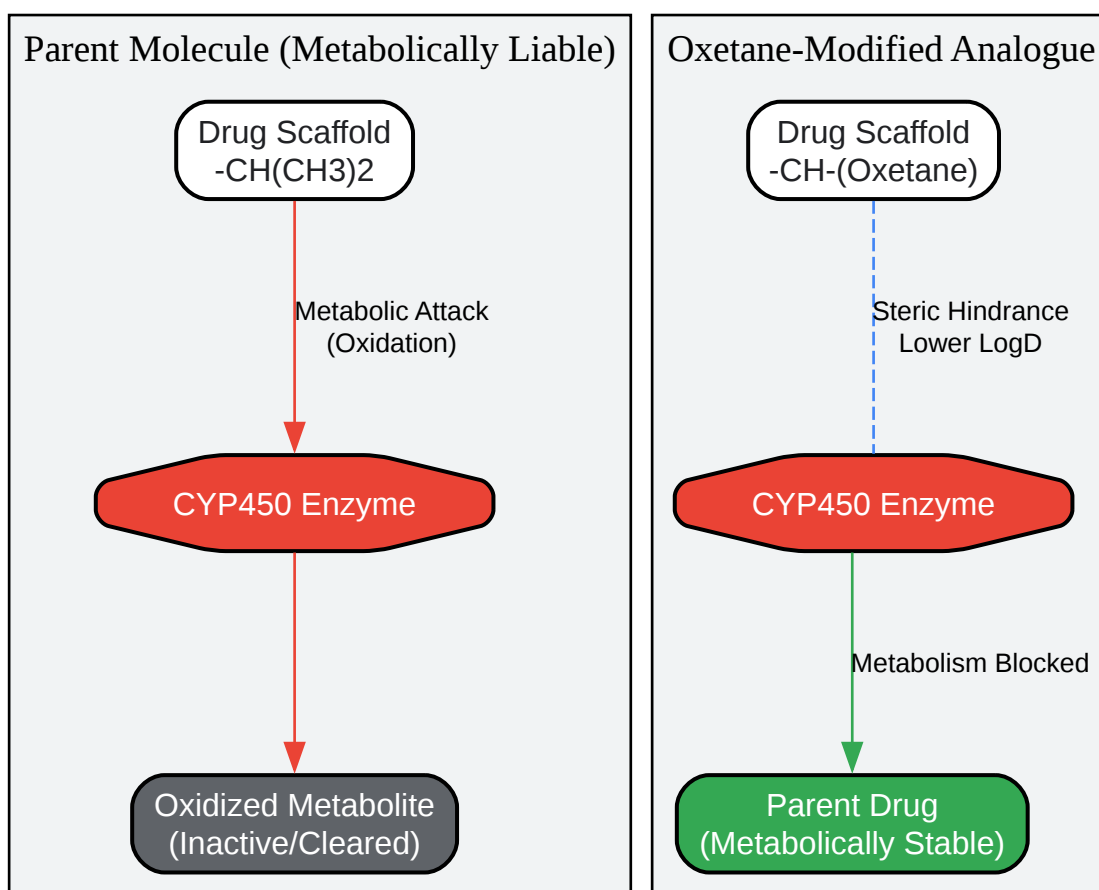 Parent Molecule (Metabolically Liable)
Drug Scaffold
-CH(CH3)2
Metabolic Attack
(Oxidation)
CYP450 Enzyme
Oxidized Metabolite
(Inactive/Cleared)
Oxetane-Modified Analogue
Drug Scaffold
-CH-(Oxetane)
Steric Hindrance
Lower LogD
CYP450 Enzyme
Metabolism Blocked
Parent Drug
(Metabolically Stable)